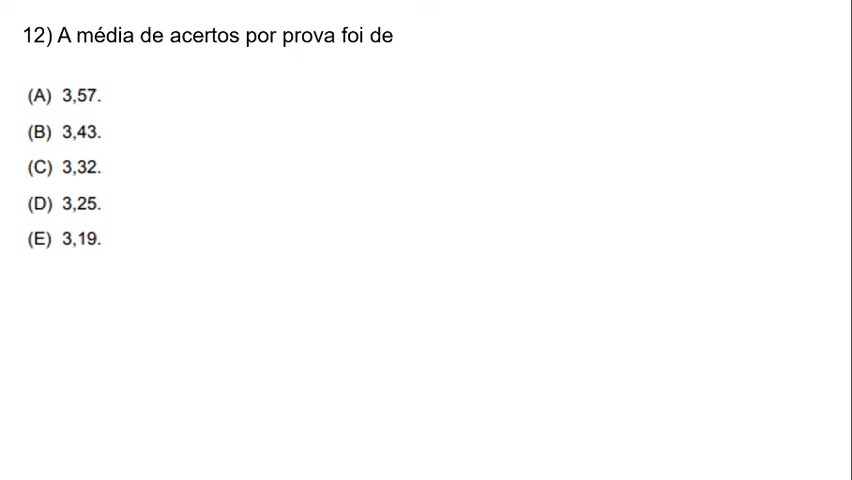 12) A média de acertos por prova foi de
(A) 3,57.
(B) 3,43.
(C) 3,32.
(D) 3,25.
(E) 3,19.